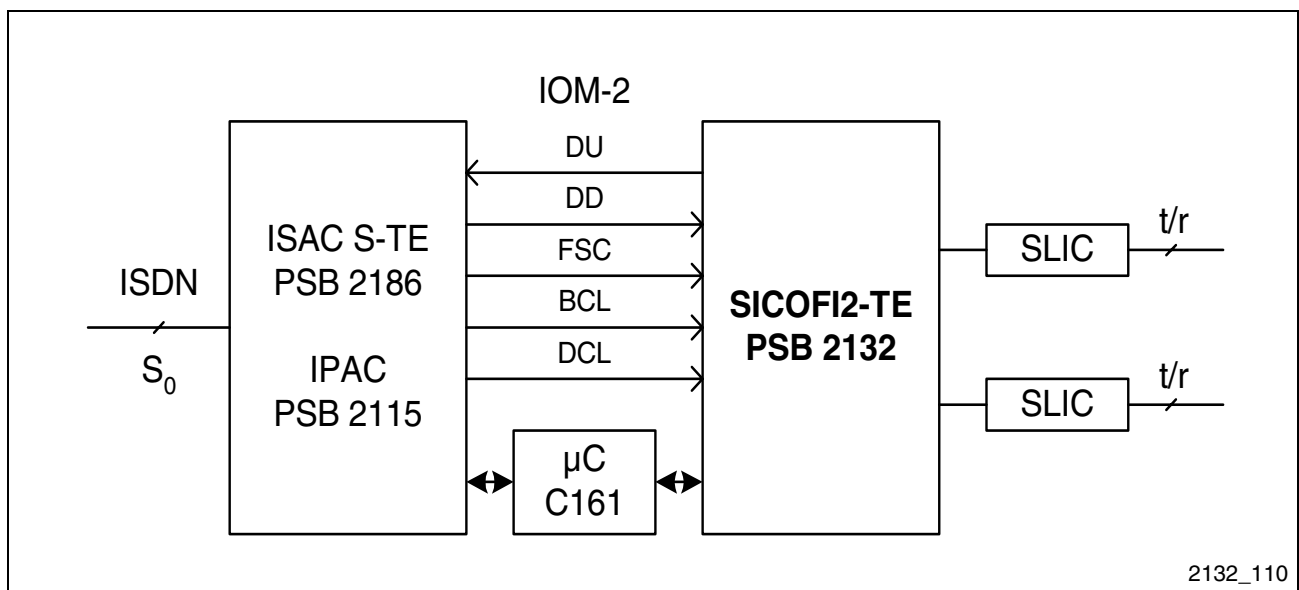 IOM-2
DU
DD
FSC
BCL
DCL
ISDN
S0
ISAC S-TE
PSB 2186
IPAC
PSB 2115
µC
C161
SICOFI2-TE
PSB 2132
SLIC
t/r
SLIC
t/r
2132_110